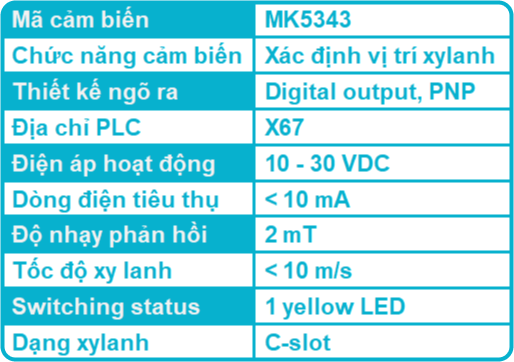 Mã cảm biến MK5343
Chức năng cảm biến Xác định vị trí xylanh
Thiết kế ngõ ra Digital output, PNP
Địa chỉ PLC X67
Điện áp hoạt động 10 - 30 VDC
Dòng điện tiêu thụ < 10 mA
Độ nhạy phản hồi 2 mT
Tốc độ xy lanh < 10 m/s
Switching status 1 yellow LED
Dạng xylanh C-slot